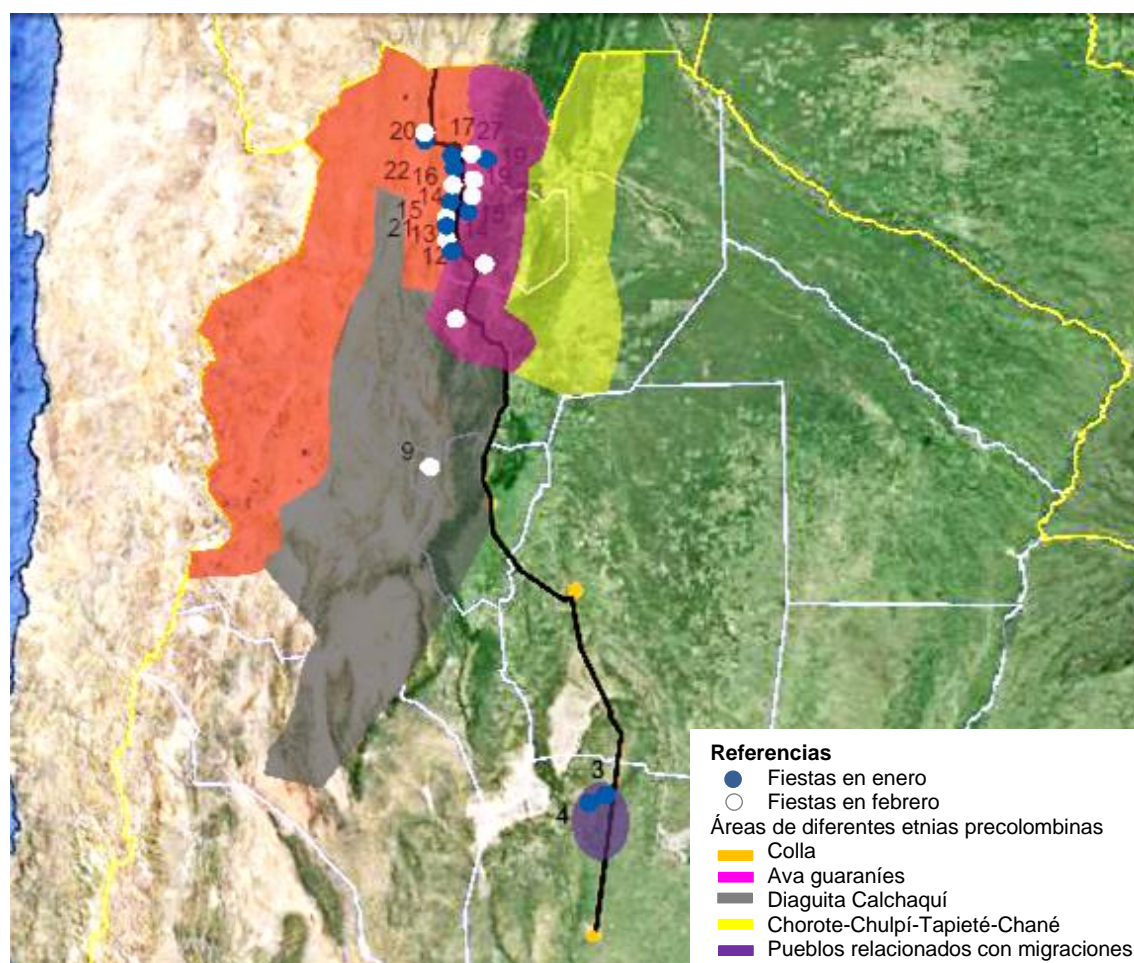 20
17
27
19
22
16
19
14
15
15
21
13
14
12
9
3
4
Referencias
Fiestas en enero
Fiestas en febrero
Áreas de diferentes etnias precolombinas
Colla
Ava guaraníes
Diaguita Calchaquí
Chorote-Chulpí-Tapieté-Chané
Pueblos relacionados con migraciones